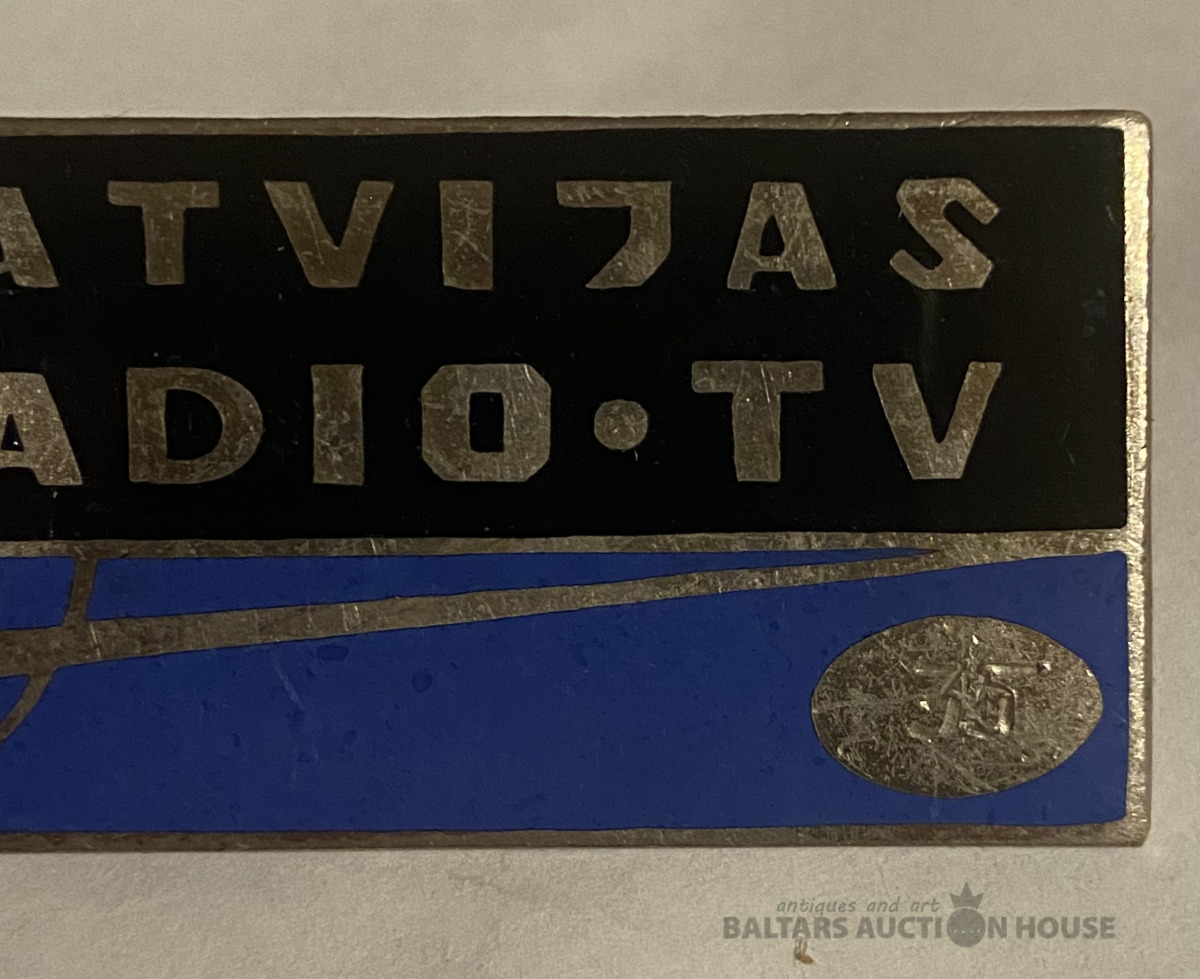 ATVIJAS
ADIO·TV
antiques and art
BALTARS AUCTION HOUSE